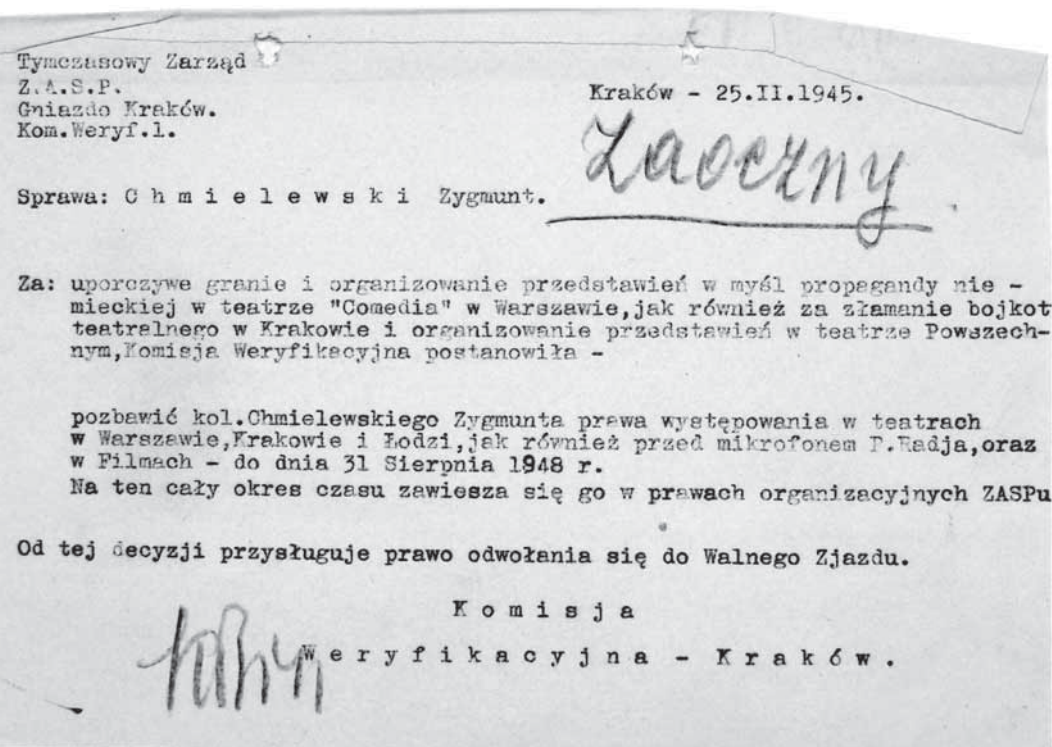 Tymczasowy Zarząd
Z.A.S.P.
Gniazdo Kraków.
Kom.Weryf.1.
Kraków - 25.II.1945.
Zaoczny
Sprawa: C h m i e l e w s k i Zygmunt.
Za: uporczywe granie i organizowanie przedstawień w myśl propagandy nie -
mieckiej w teatrze "Comedia" w Warszawie,jak również za złamanie bojkot
teatralnego w Krakowie i organizowanie przedstawień w teatrze Powszech-
nym,Komisja Weryfikacyjna postanowiła -
pozbawić kol.Chmielewskiego Zygmunta prawa występowania w teatrach
w Warszawie,Krakowie i Łodzi,jak również przed mikrofonem P.Radja,oraz
w Filmach - do dnia 31 Sierpnia 1948 r.
Na ten cały okres czasu zawiesza się go w prawach organizacyjnych ZASPu
Od tej decyzji przysługuje prawo odwołania się do Walnego Zjazdu.
K o m i s j a
W e r y f i k a c y j n a - K r a k ó w .